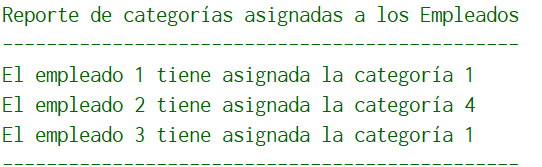 Reporte de categorías asignadas a los Empleados
-----------------------------------------------
El empleado 1 tiene asignada la categoría 1
El empleado 2 tiene asignada la categoría 4
El empleado 3 tiene asignada la categoría 1
-----------------------------------------------